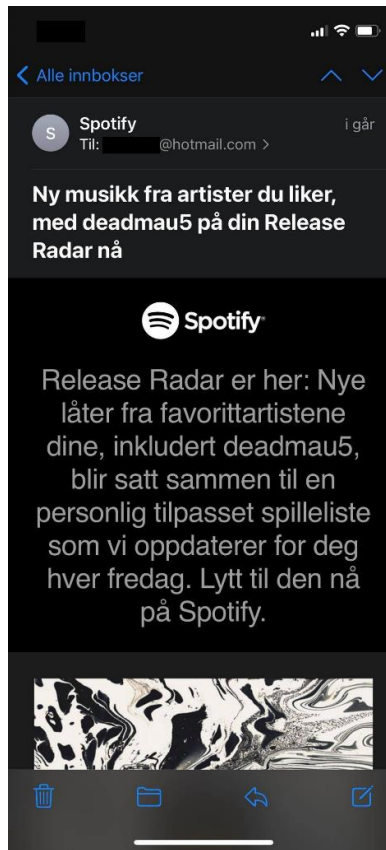 Alle innbokser
S
Spotify
i går
Til: @hotmail.com >
Ny musikk fra artister du liker,
med deadmau5 på din Release
Radar nå
Spotify
Release Radar er her: Nye
låter fra favorittartistene
dine, inkludert deadmau5,
blir satt sammen til en
personlig tilpasset spilleliste
som vi oppdaterer for deg
hver fredag. Lytt til den nå
på Spotify.